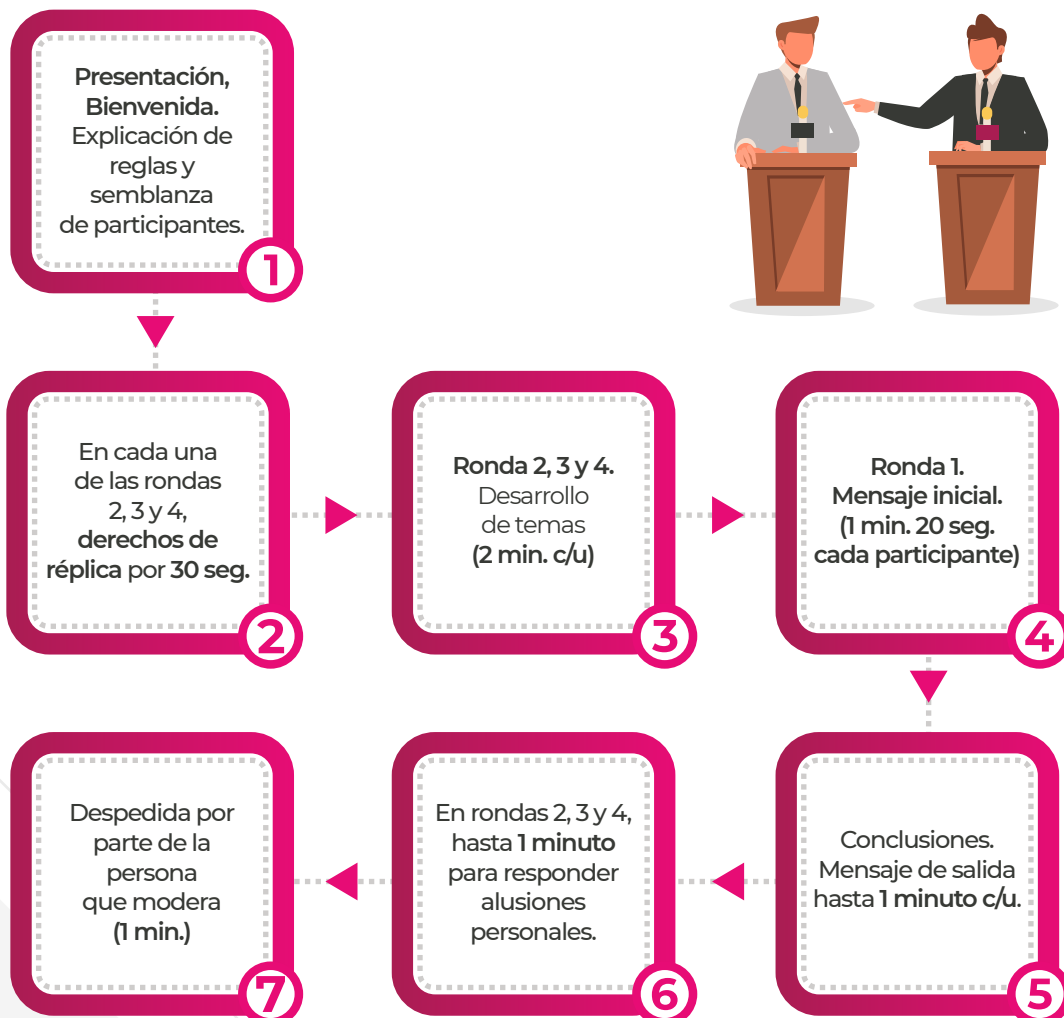 Presentación,
Bienvenida.
Explicación de
reglas y
semblanza
de participantes.
1
En cada una
de las rondas
2, 3 y 4,
derechos de
réplica por 30 seg.
2
Ronda 2, 3 y 4.
Desarrollo
de temas
(2 min. c/u)
3
Ronda 1.
Mensaje inicial.
(1 min. 20 seg.
cada participante)
4
Conclusiones.
Mensaje de salida
hasta 1 minuto c/u.
5
En rondas 2, 3 y 4,
hasta 1 minuto
para responder
alusiones
personales.
6
Despedida por
parte de la
persona
que modera
(1 min.)
7